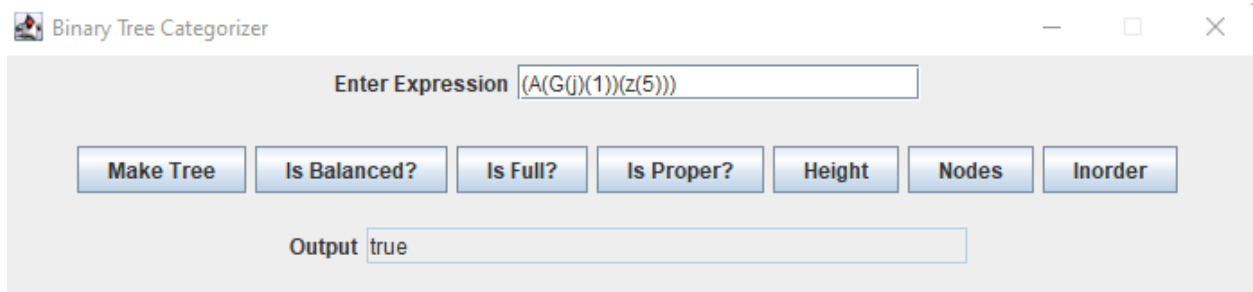 Binary Tree Categorizer
Enter Expression (A(G(j)(1))(z(5)))
Make Tree Is Balanced? Is Full? Is Proper? Height Nodes Inorder
Output true